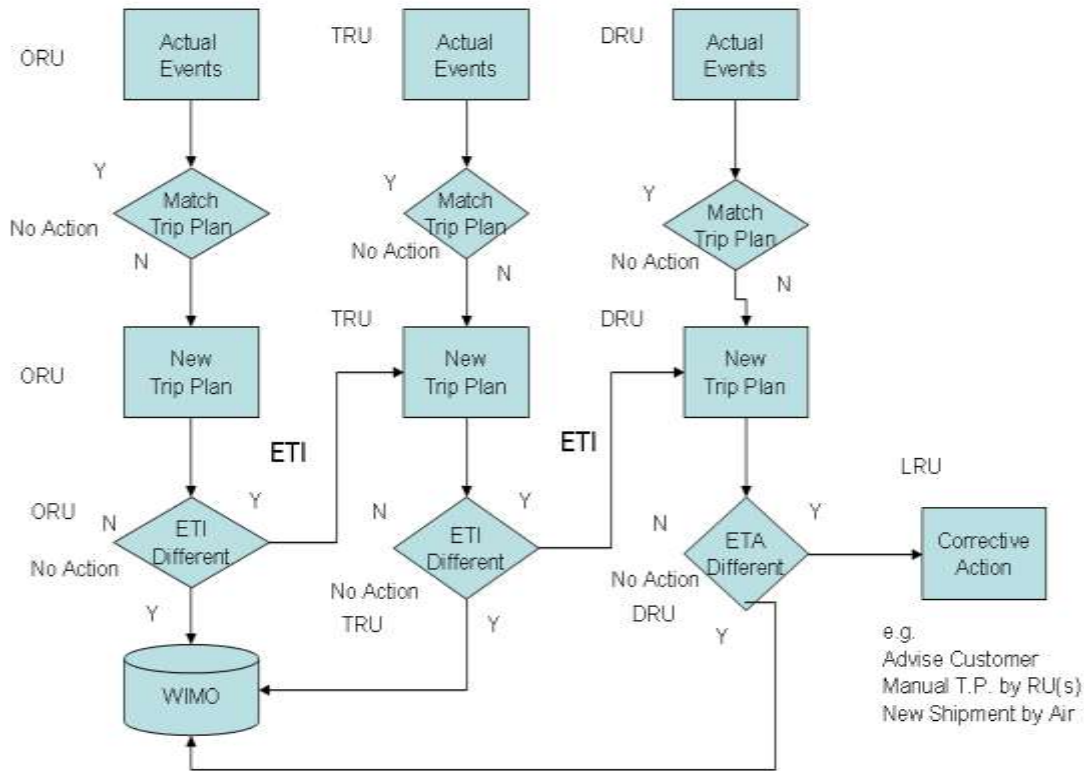 ORU
Actual
Events
TRU
Actual
Events
DRU
Actual
Events
Y
Match
Trip Plan
No Action
N
Y
Match
Trip Plan
No Action
N
Y
Match
Trip Plan
No Action
N
ORU
New
Trip Plan
TRU
New
Trip Plan
DRU
New
Trip Plan
ETI
ETI
LRU
ORU
N
ETI
Different
Y
No Action
Y
N
ETI
Different
Y
No Action
TRU
Y
N
ETA
Different
Y
No Action
DRU
Y
Corrective
Action
WIMO
e.g.
Advise Customer
Manual T.P. by RU(s)
New Shipment by Air